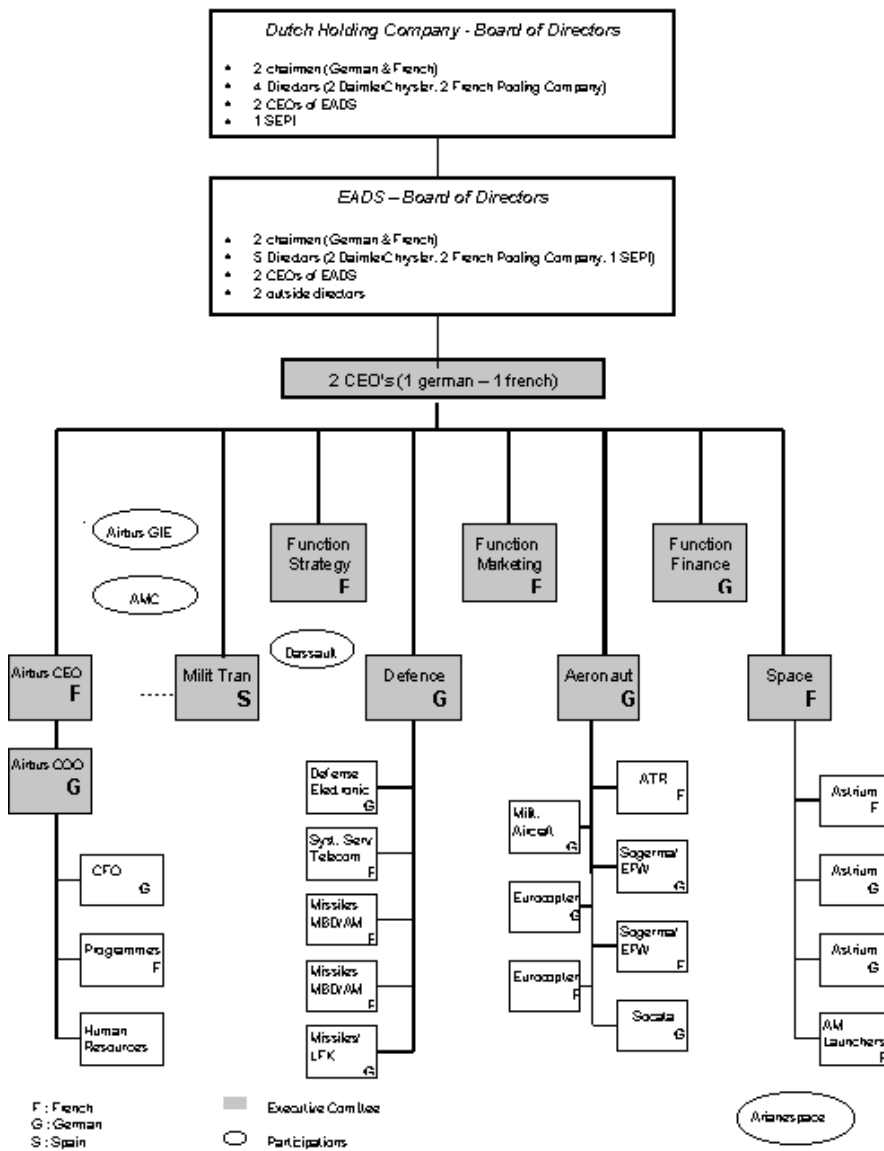 Dutch Holding Company - Board of Directors
• 2 chairmen (German & French)
• 4 Directors (2 DaimlerChrysler, 2 French Pooling Company)
• 2 CEOs of EADS
• 1 SEPI
EADS – Board of Directors
• 2 chairmen (German & French)
• 5 Directors (2 DaimlerChrysler, 2 French Pooling Company, 1 SEPI)
• 2 CEOs of EADS
• 2 outside directors
2 CEO's (1 german – 1 french)
Airbus GIE
AMC
Function
Strategy
F
Function
Marketing
F
Function
Finance
G
Dassault
Airbus CEO
F
Milit Tran
S
Defence
G
Aeronaut
G
Space
F
Airbus COO
G
CFO
G
Programmes
F
Human
Resources
Defense
Electronic
G
Syst. Serv
Telecom
F
Missiles
MBD/AM
F
Missiles
MBD/AM
F
Missiles/
LFK
G
Milit.
Aircraft
G
Eurocopter
G
Eurocopter
F
ATR
F
Sogerma/
EFW
G
Sogerma/
EFW
F
Socata
G
Astrium
F
Astrium
G
Astrium
G
AM
Launchers
F
F : French
G : German
S : Spain
Executive Comittee
Participations
Arianespace